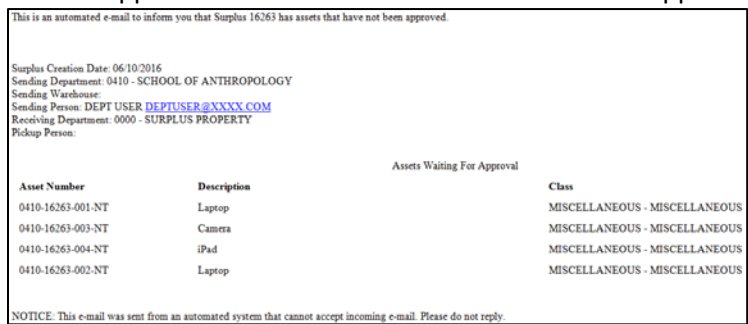 This is an automated e-mail to inform you that Surplus 16263 has assets that have not been approved.
Surplus Creation Date: 06/10/2016
Sending Department: 0410 - SCHOOL OF ANTHROPOLOGY
Sending Warehouse:
Sending Person: DEPT USER DEPTUSER@XXXX.COM
Receiving Department: 0000 - SURPLUS PROPERTY
Pickup Person:
Assets Waiting For Approval
Asset Number Description Class
0410-16263-001-NT Laptop MISCELLANEOUS - MISCELLANEOUS
0410-16263-003-NT Camera MISCELLANEOUS - MISCELLANEOUS
0410-16263-004-NT iPad MISCELLANEOUS - MISCELLANEOUS
0410-16263-002-NT Laptop MISCELLANEOUS - MISCELLANEOUS
NOTICE: This e-mail was sent from an automated system that cannot accept incoming e-mail. Please do not reply.